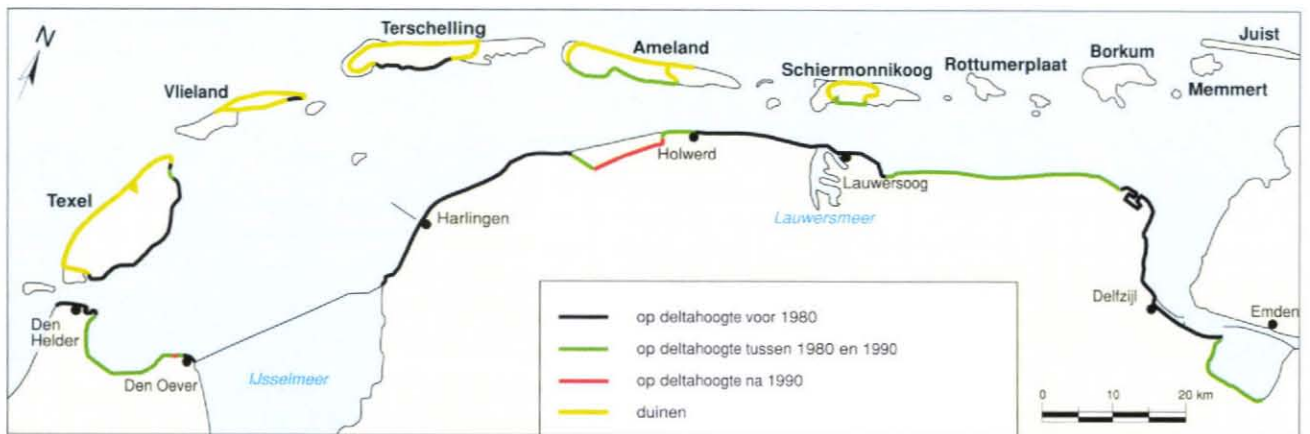 N
Terschelling
Ameland
Juist
Borkum
Rottumerplaat
Schiermonnikoog
Memmert
Vlieland
Holwerd
Lauwersoog
Texel
Lauwersmeer
Harlingen
Den
Helder
Delfzijl
Emden
Den Oever
IJsselmeer
op deltahoogte voor 1980
op deltahoogte tussen 1980 en 1990
op deltahoogte na 1990
duinen
0 10 20 km